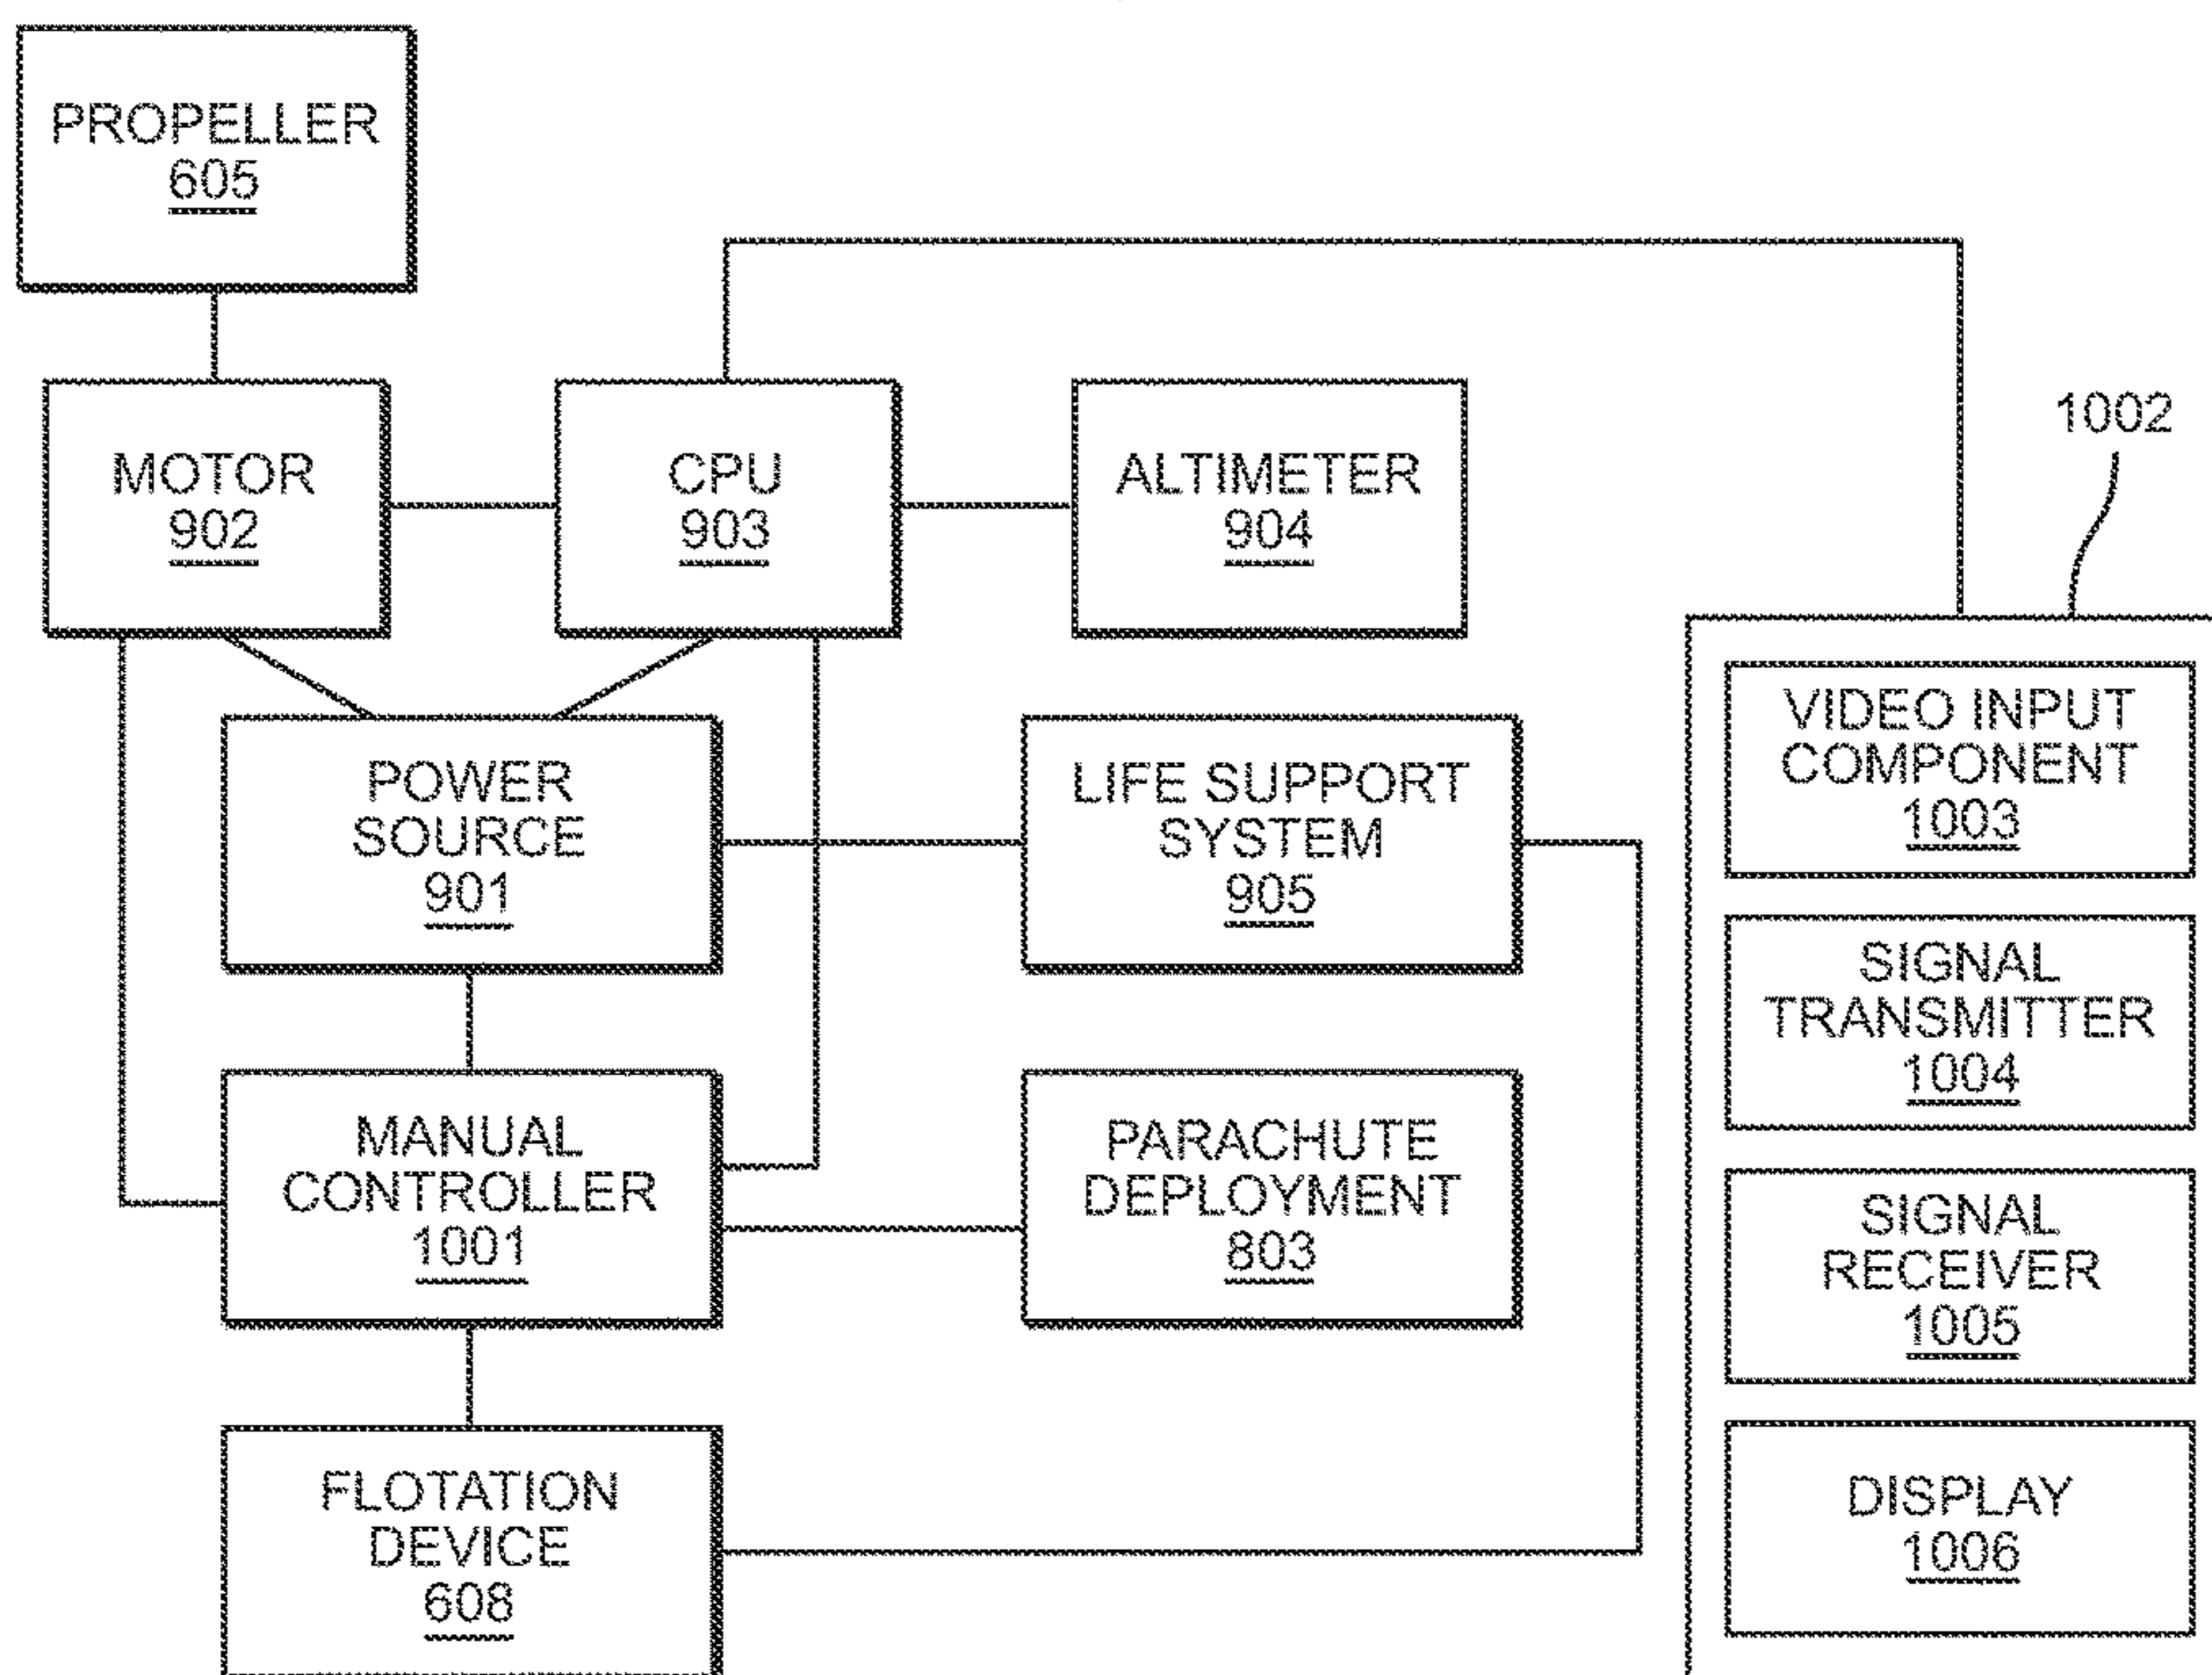 PROPELLER
605
MOTOR
902
CPU
903
ALTIMETER
904
1002
POWER
SOURCE
901
LIFE SUPPORT
SYSTEM
905
MANUAL
CONTROLLER
1001
PARACHUTE
DEPLOYMENT
803
FLOTATION
DEVICE
608
VIDEO INPUT
COMPONENT
1003
SIGNAL
TRANSMITTER
1004
SIGNAL
RECEIVER
1005
DISPLAY
1006